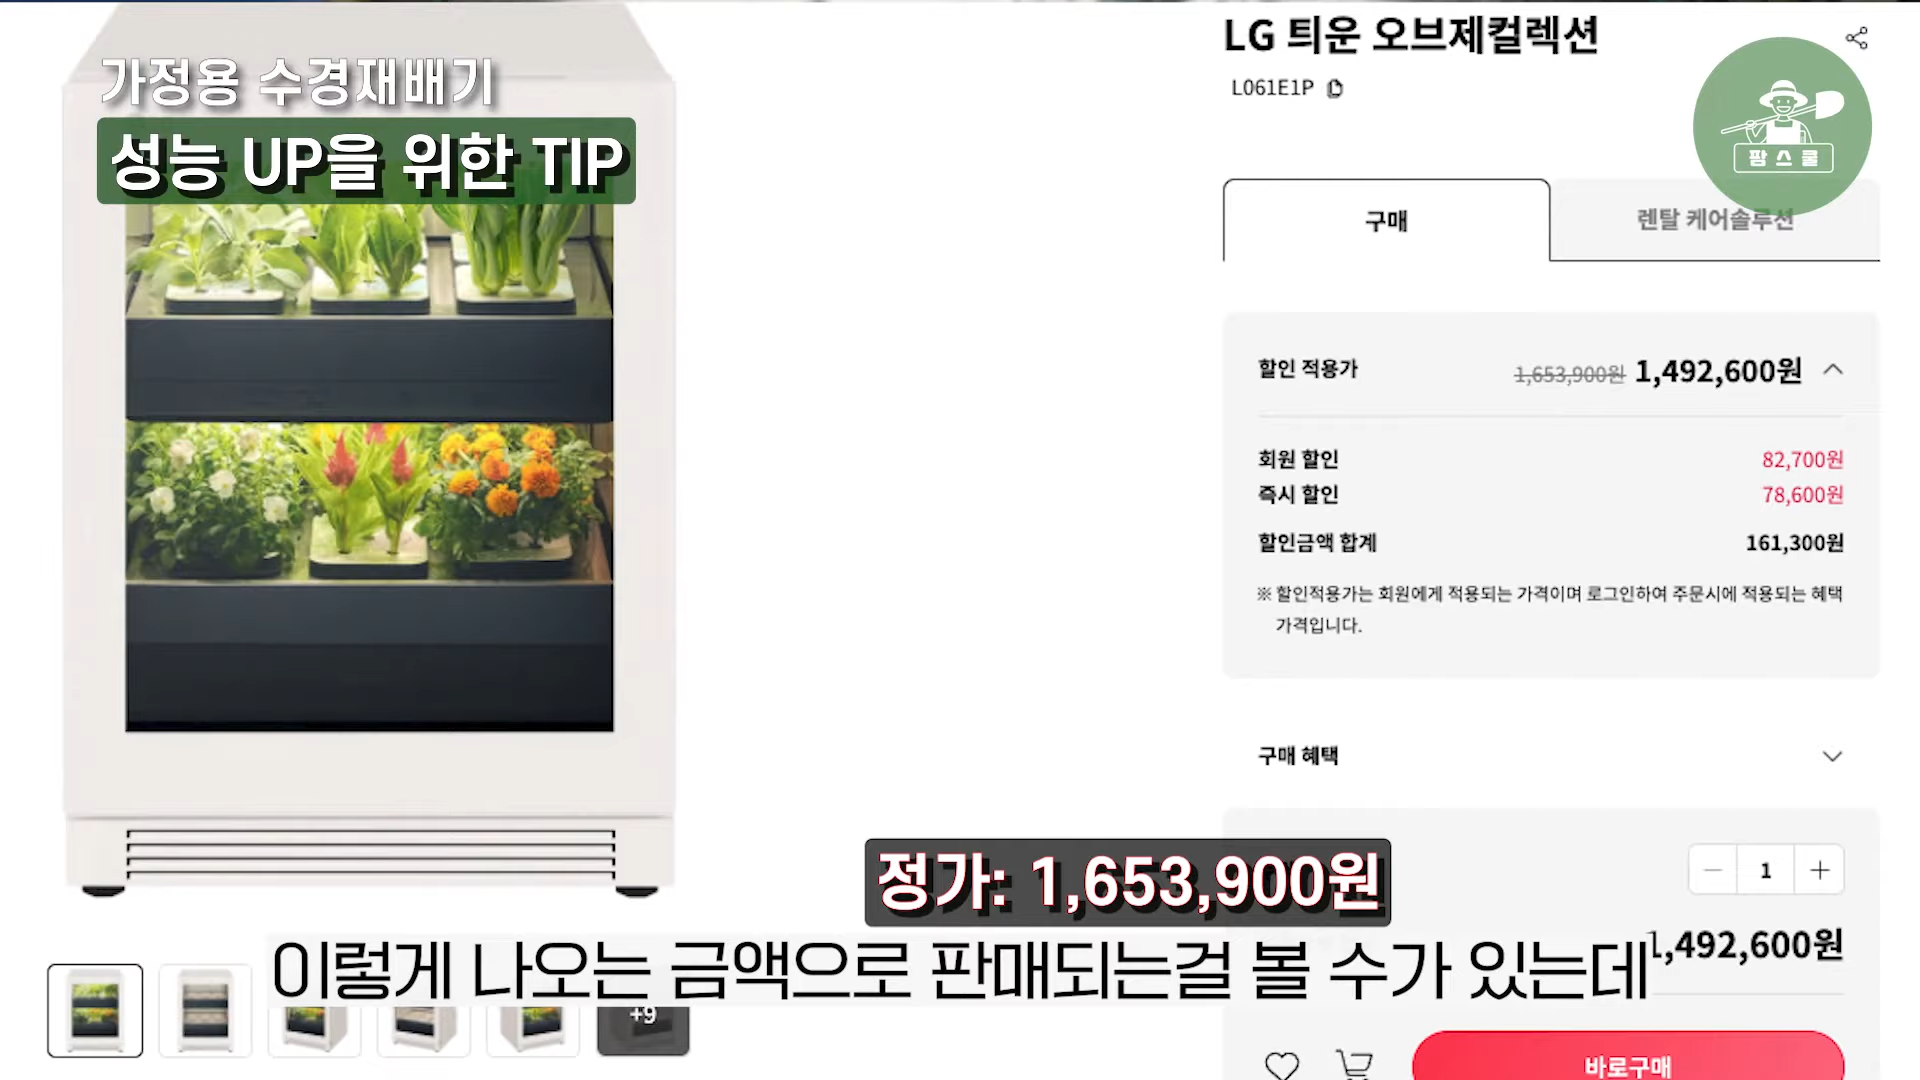 LG 틔운 오브제컬렉션
L061E1P
가정용 수경재배기
성능 UP을 위한 TIP
팜스쿨
구매
렌탈 케어솔루션
할인 적용가
1,653,900원 1,492,600원
회원 할인
82,700원
즉시 할인
78,600원
할인금액 합계
161,300원
※ 할인적용가는 회원에게 적용되는 가격이며 로그인하여 주문시에 적용되는 혜택
가격입니다.
구매 혜택
1
정가: 1,653,900원
1,492,600원
이렇게 나오는 금액으로 판매되는걸 볼 수가 있는데
+9
바로구매